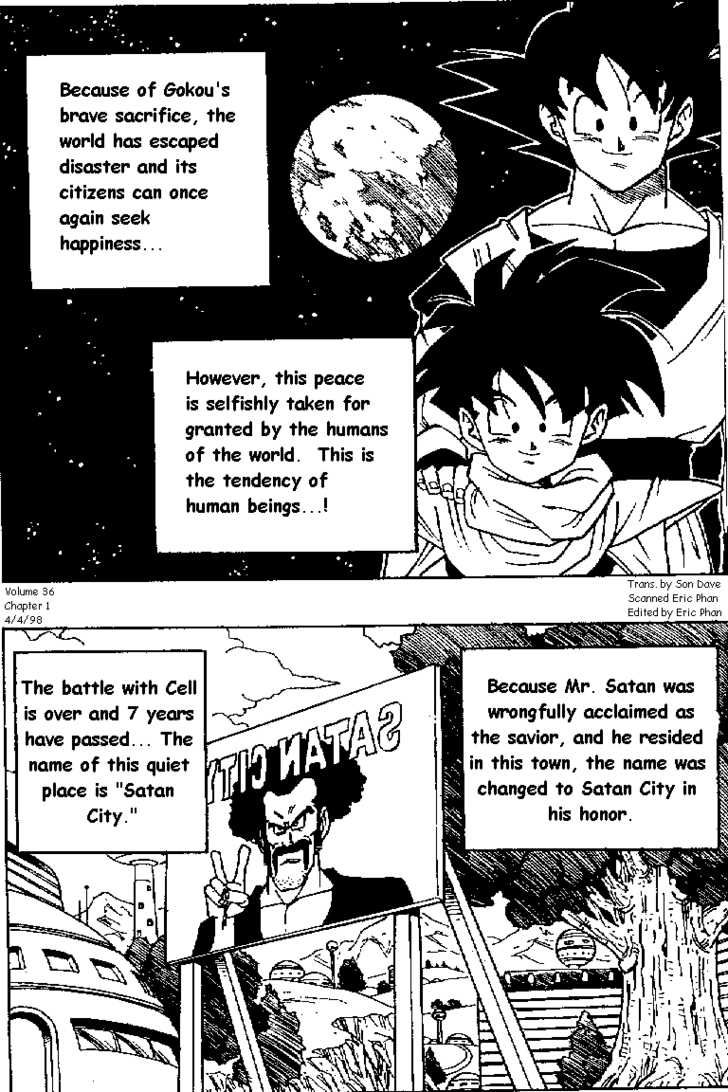 Because of Gokou's
brave sacrifice, the
world has escaped
disaster and its
citizens can once
again seek
happiness...
However, this peace
is selfishly taken for
granted by the humans
of the world. This is
the tendency of
human beings...!
Volume 36
Chapter 1
4/4/98
Trans. by Son Dave
Scanned Eric Phan
Edited by Eric Phan
The battle with Cell
is over and 7 years
have passed... The
name of this quiet
place is "Satan
City."
Because Mr. Satan was
wrongfully acclaimed as
the savior, and he resided
in this town, the name was
changed to Satan City in
his honor.
SATAN CITY